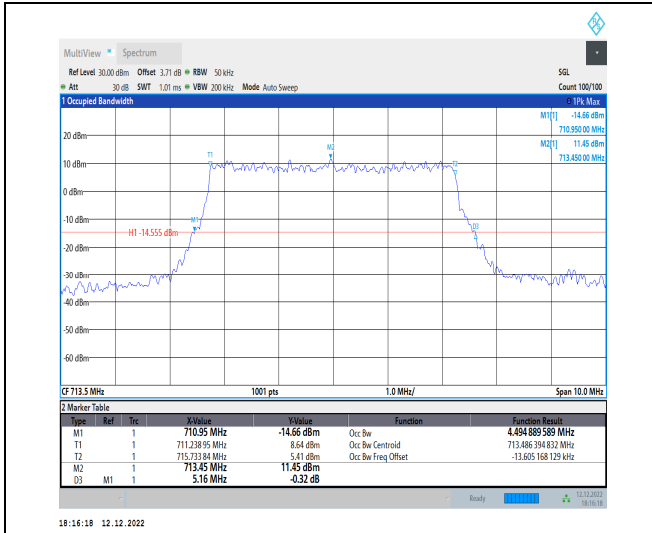 MultiView Spectrum
Ref Level 30.00 dBm Offset 3.71 dB RBW 50 kHz SGL
Att 30 dB SWT 1.01 ms VBW 200 kHz Mode Auto Sweep Count 100/100
1 Occupied Bandwidth 1Pk Max
M1[1] -14.66 dBm
710.950 00 MHz
M2[1] 11.45 dBm
713.450 00 MHz
20 dBm
10 dBm
0 dBm
-10 dBm
-30 dBm
-40 dBm
-50 dBm
-60 dBm
T1
M2
T2
M1
D3
H1 -14.555 dBm
CF 713.5 MHz 1001 pts 1.0 MHz/ Span 10.0 MHz
2 Marker Table
Type Ref Trc X-Value Y-Value Function Function Result
M1 1 710.95 MHz -14.66 dBm Occ Bw 4.494 889 589 MHz
T1 1 711.238 95 MHz 8.64 dBm Occ Bw Centroid 713.486 394 832 MHz
T2 1 715.733 84 MHz 5.41 dBm Occ Bw Freq Offset -13.605 168 129 kHz
M2 1 713.45 MHz 11.45 dBm
D3 M1 1 5.16 MHz -0.32 dB
Ready 12.12.2022
18:16:18
18:16:18 12.12.2022